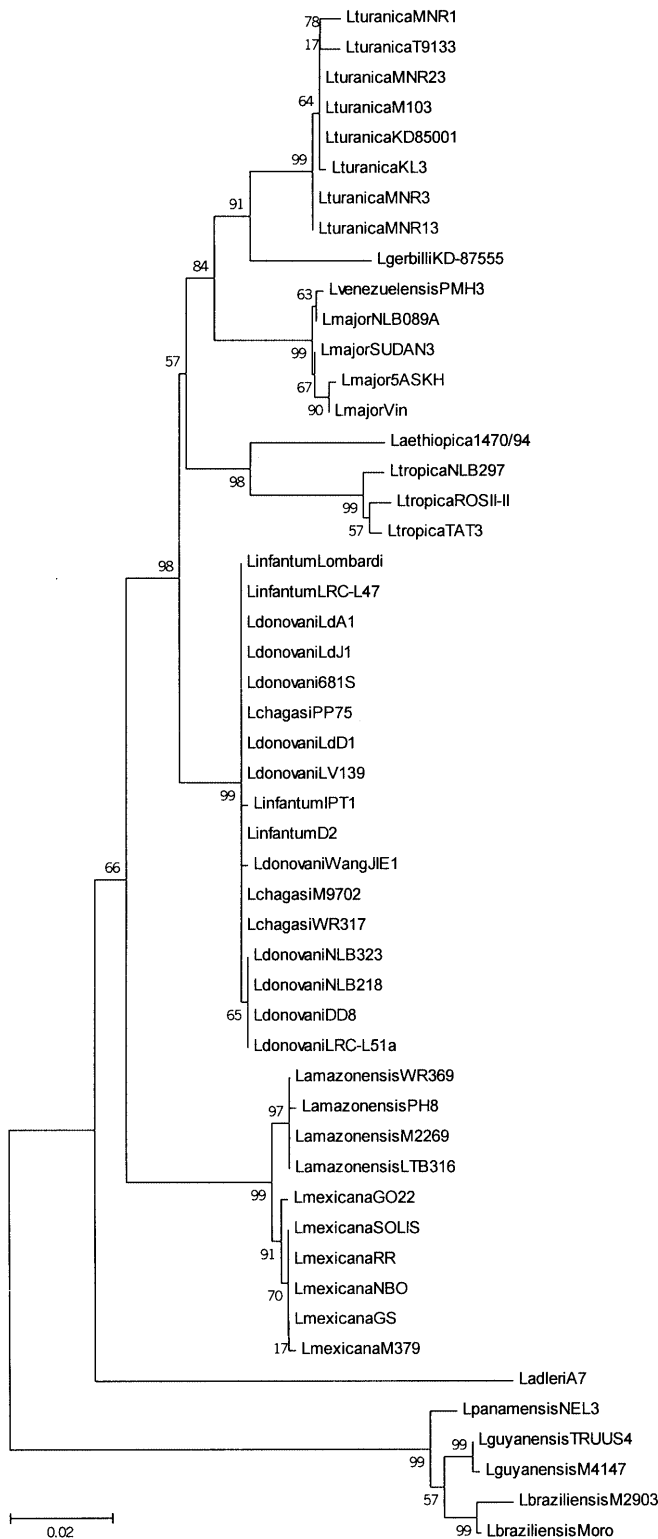 78
LturanicaMNR1
17
LturanicaT9133
LturanicaMNR23
64
LturanicaM103
LturanicaKD85001
99
LturanicaKL3
LturanicaMNR3
91
LturanicaMNR13
LgerbilliKD-87555
84
63
LvenezuelensisPMH3
LmajorNLB089A
99
LmajorSUDAN3
57
67
Lmajor5ASKH
90
LmajorVin
Laethiopica1470/94
98
LtropicaNLB297
99
LtropicaROSII-II
57
LtropicaTAT3
98
LinfantumLombardi
LinfantumLRC-L47
LdonovaniLdA1
LdonovaniLdJ1
Ldonovani681S
LchagasiPP75
LdonovaniLdD1
LdonovaniLV139
99
LinfantumIPT1
LinfantumD2
66
LdonovaniWangJIE1
LchagasiM9702
LchagasiWR317
LdonovaniNLB323
LdonovaniNLB218
65
LdonovaniDD8
LdonovaniLRC-L51a
LamazonensisWR369
97
LamazonensisPH8
LamazonensisM2269
LamazonensisLTB316
99
LmexicanaGO22
LmexicanaSOLIS
91
LmexicanaRR
70
LmexicanaNBO
LmexicanaGS
17
LmexicanaM379
LadleriA7
LpanamensisNEL3
99
99
LguyanensisTRUUS4
LguyanensisM4147
57
LbraziliensisM2903
99
LbraziliensisMoro
0.02